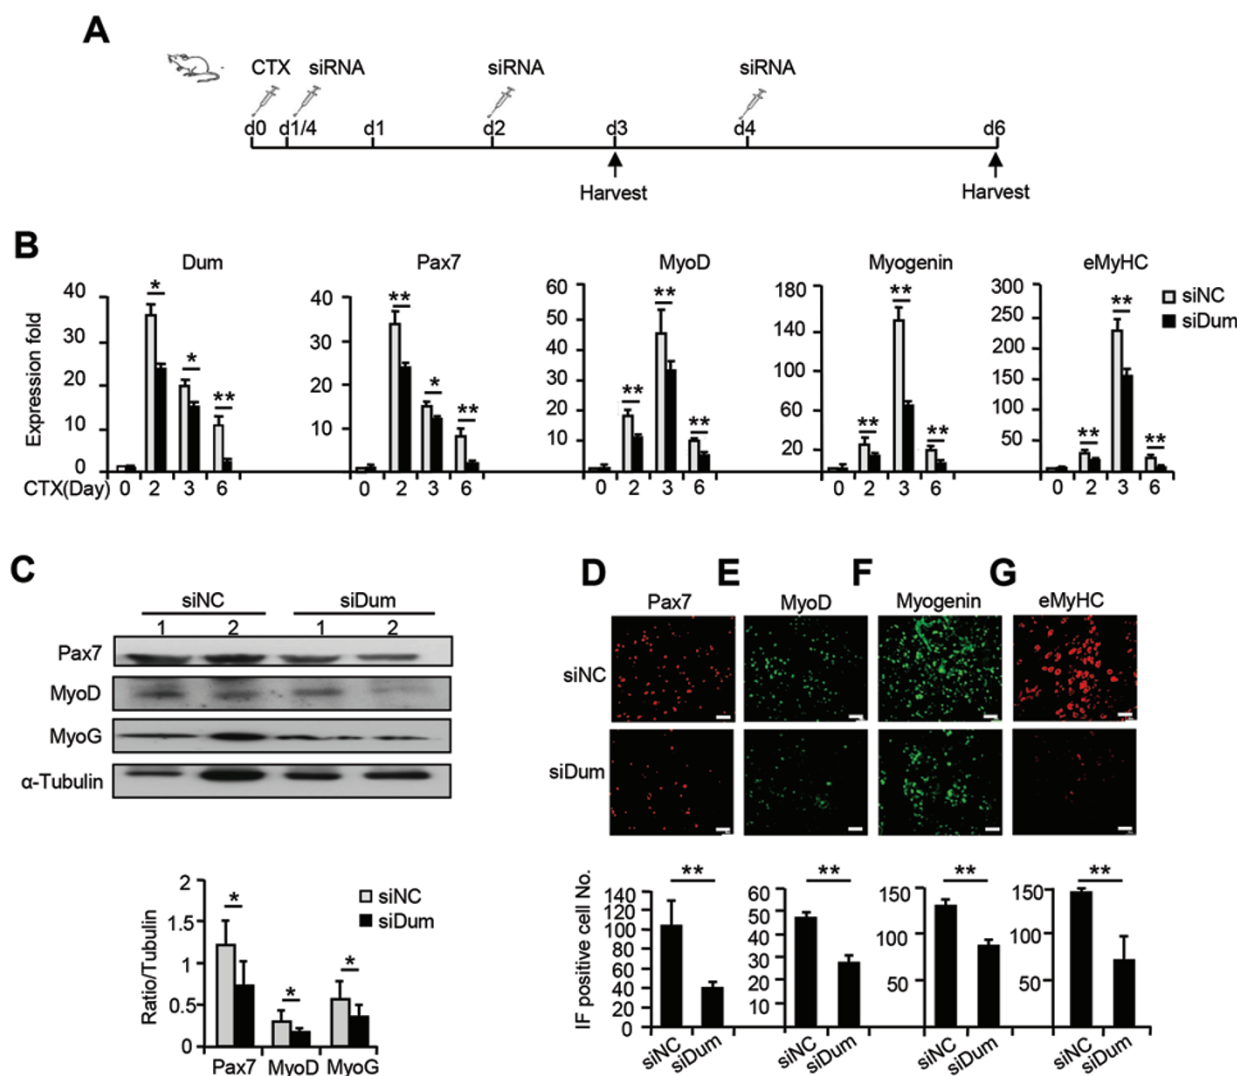 A
CTX siRNA siRNA siRNA
d0 d1/4 d1 d2 d3 d4 d6
Harvest Harvest
B
Dum Pax7 MyoD Myogenin eMyHC
siNC
siDum
Expression fold
40 30 20 10 0
40 30 20 10
60 50 40 30 20 10
180 140 100 60 20
300 250 200 150 100 50
* * **
** * **
** ** **
** ** **
** ** **
CTX(Day) 0 2 3 6 0 2 3 6 0 2 3 6 0 2 3 6 0 2 3 6
C
siNC siDum
1 2 1 2
Pax7
MyoD
MyoG
α-Tubulin
Ratio/Tubulin
2
1.5
1
0.5
0
* * *
siNC
siDum
Pax7 MyoD MyoG
D E F G
Pax7 MyoD Myogenin eMyHC
siNC
siDum
IF positive cell No.
140 120 100 80 60 40 20 0
60 50 40 30 20 10
150 100 50
150 100 50
** ** ** **
siNC siDum siNC siDum siNC siDum siNC siDum